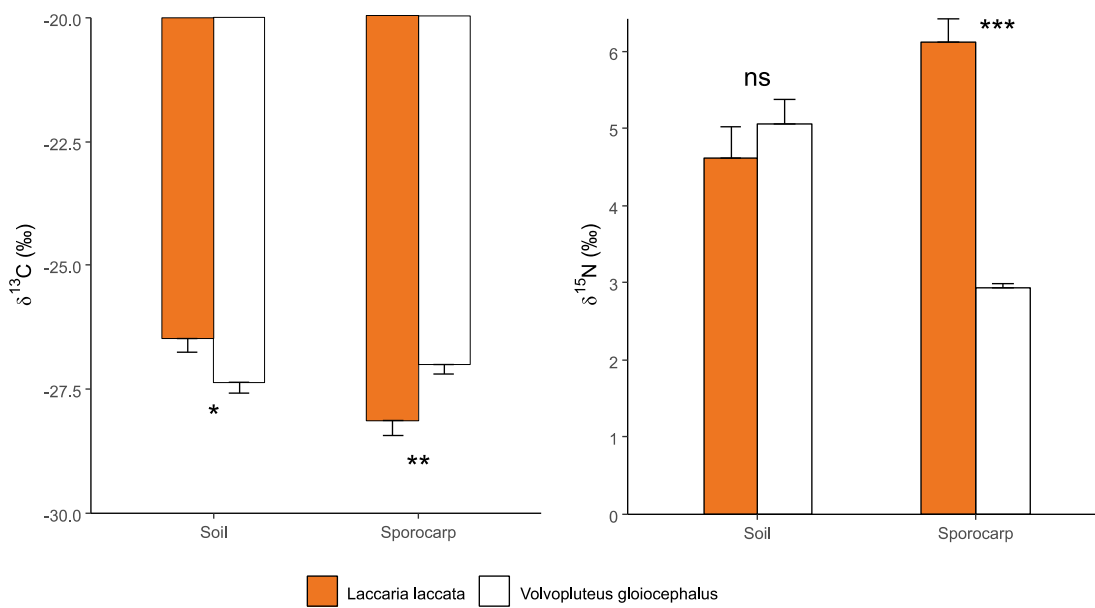 -20.0
-22.5
-25.0
-27.5
-30.0
δ13C (‰)
*
**
Soil
Sporocarp
6
5
4
3
2
1
0
δ15N (‰)
ns
***
Soil
Sporocarp
Laccaria laccata
Volvopluteus gloiocephalus